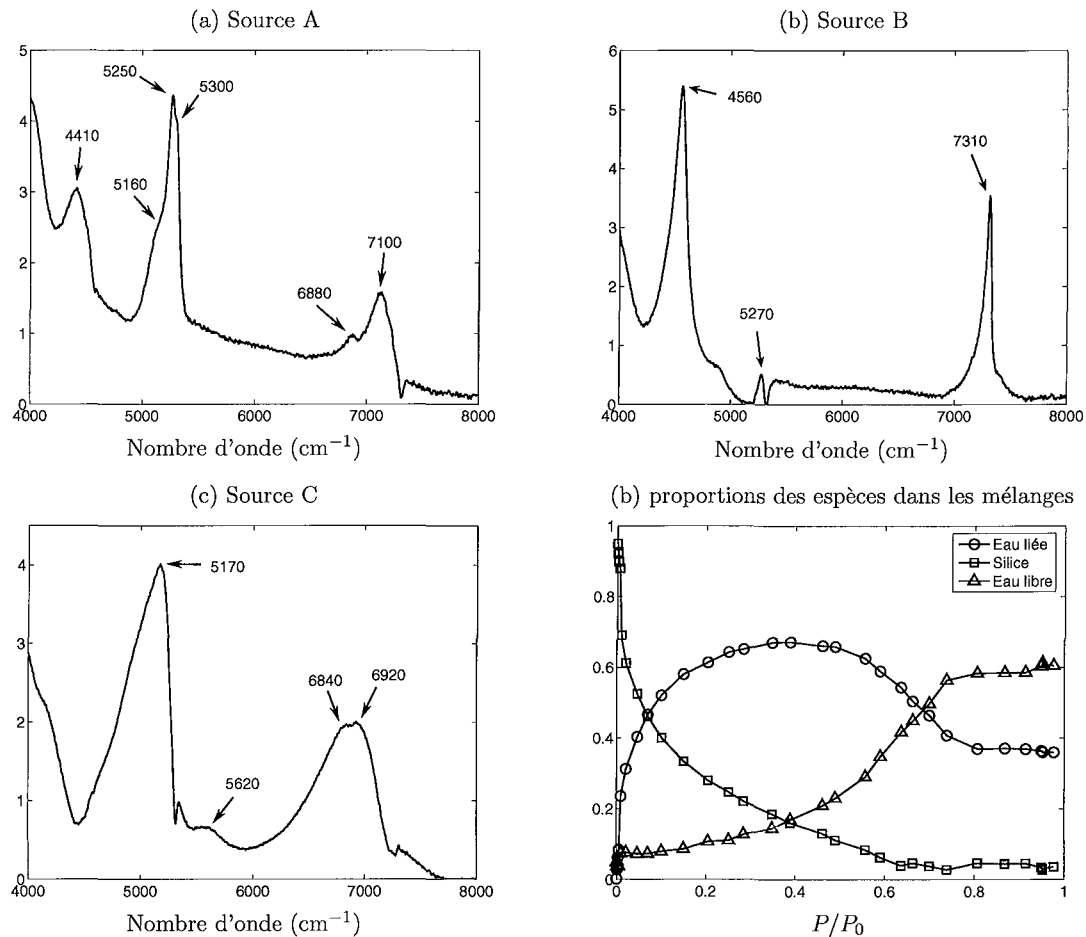 (a) Source A
5
4
3
2
1
0
4410
5160
5250
5300
6880
7100
4000 5000 6000 7000 8000
Nombre d'onde (cm⁻¹)
(b) Source B
6
5
4
3
2
1
0
4560
5270
7310
4000 5000 6000 7000 8000
Nombre d'onde (cm⁻¹)
(c) Source C
4
3
2
1
0
5170
5620
6840
6920
4000 5000 6000 7000 8000
Nombre d'onde (cm⁻¹)
(b) proportions des espèces dans les mélanges
1
0.8
0.6
0.4
0.2
0
Eau liée
Silice
Eau libre
0 0.2 0.4 0.6 0.8 1
P/P₀